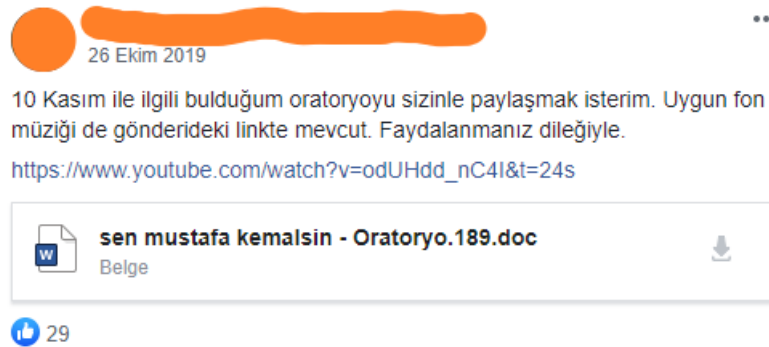 26 Ekim 2019
10 Kasım ile ilgili bulduğum oratoryoyu sizinle paylaşmak isterim. Uygun fon
müziği de gönderideki linkte mevcut. Faydalanmanız dileğiyle.
https://www.youtube.com/watch?v=odUHdd_nC4I&t=24s
sen mustafa kemalsin - Oratoryo.189.doc
W
Belge
29